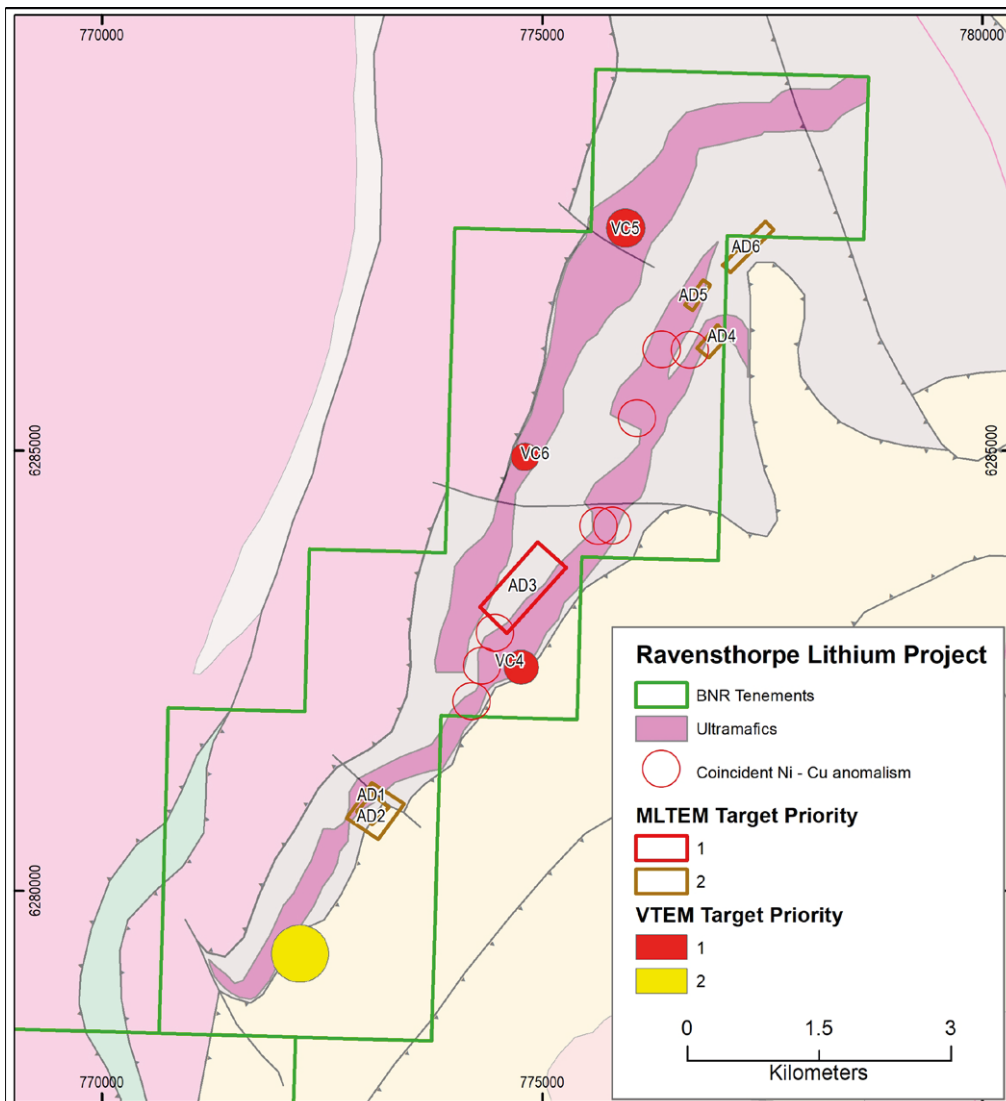 770000
775000
780000
VC5
AD6
AD5
AD4
6285000
6285000
VC6
AD3
VC4
AD1
AD2
6280000
Ravensthorpe Lithium Project
BNR Tenements
Ultramafics
Coincident Ni - Cu anomalism
MLTEM Target Priority
1
2
VTEM Target Priority
1
2
0
1.5
3
Kilometers
770000
775000